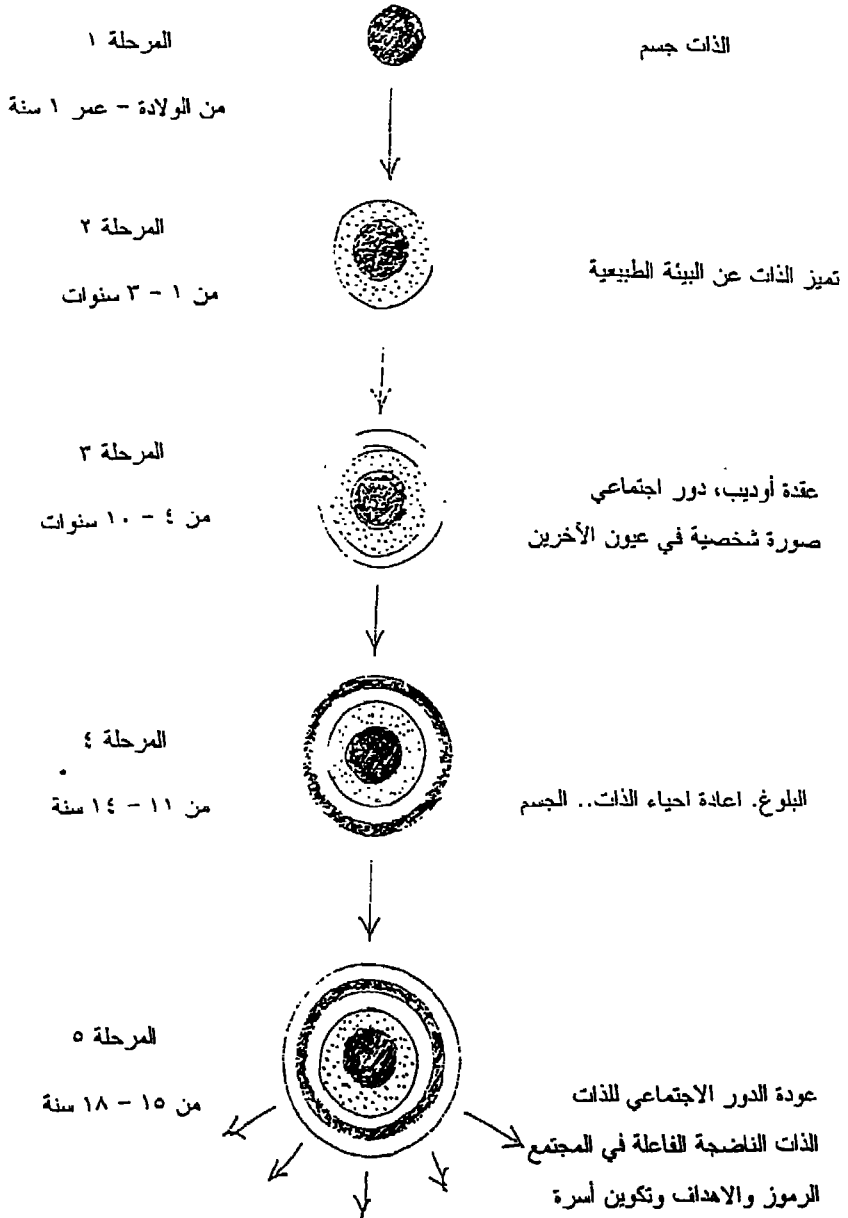 الذات جسم
المرحلة ١
من الولادة - عمر ١ سنة
تميز الذات عن البيئة الطبيعية
المرحلة ٢
من ١ - ٣ سنوات
عقدة أوديب، دور اجتماعي
صورة شخصية في عيون الآخرين
المرحلة ٣
من ٤ - ١٠ سنوات
البلوغ. اعادة احياء الذات.. الجسم
المرحلة ٤
من ١١ - ١٤ سنة
عودة الدور الاجتماعي للذات
الذات الناضجة الفاعلة في المجتمع
الرموز والاهداف وتكوين أسرة
المرحلة ٥
من ١٥ - ١٨ سنة